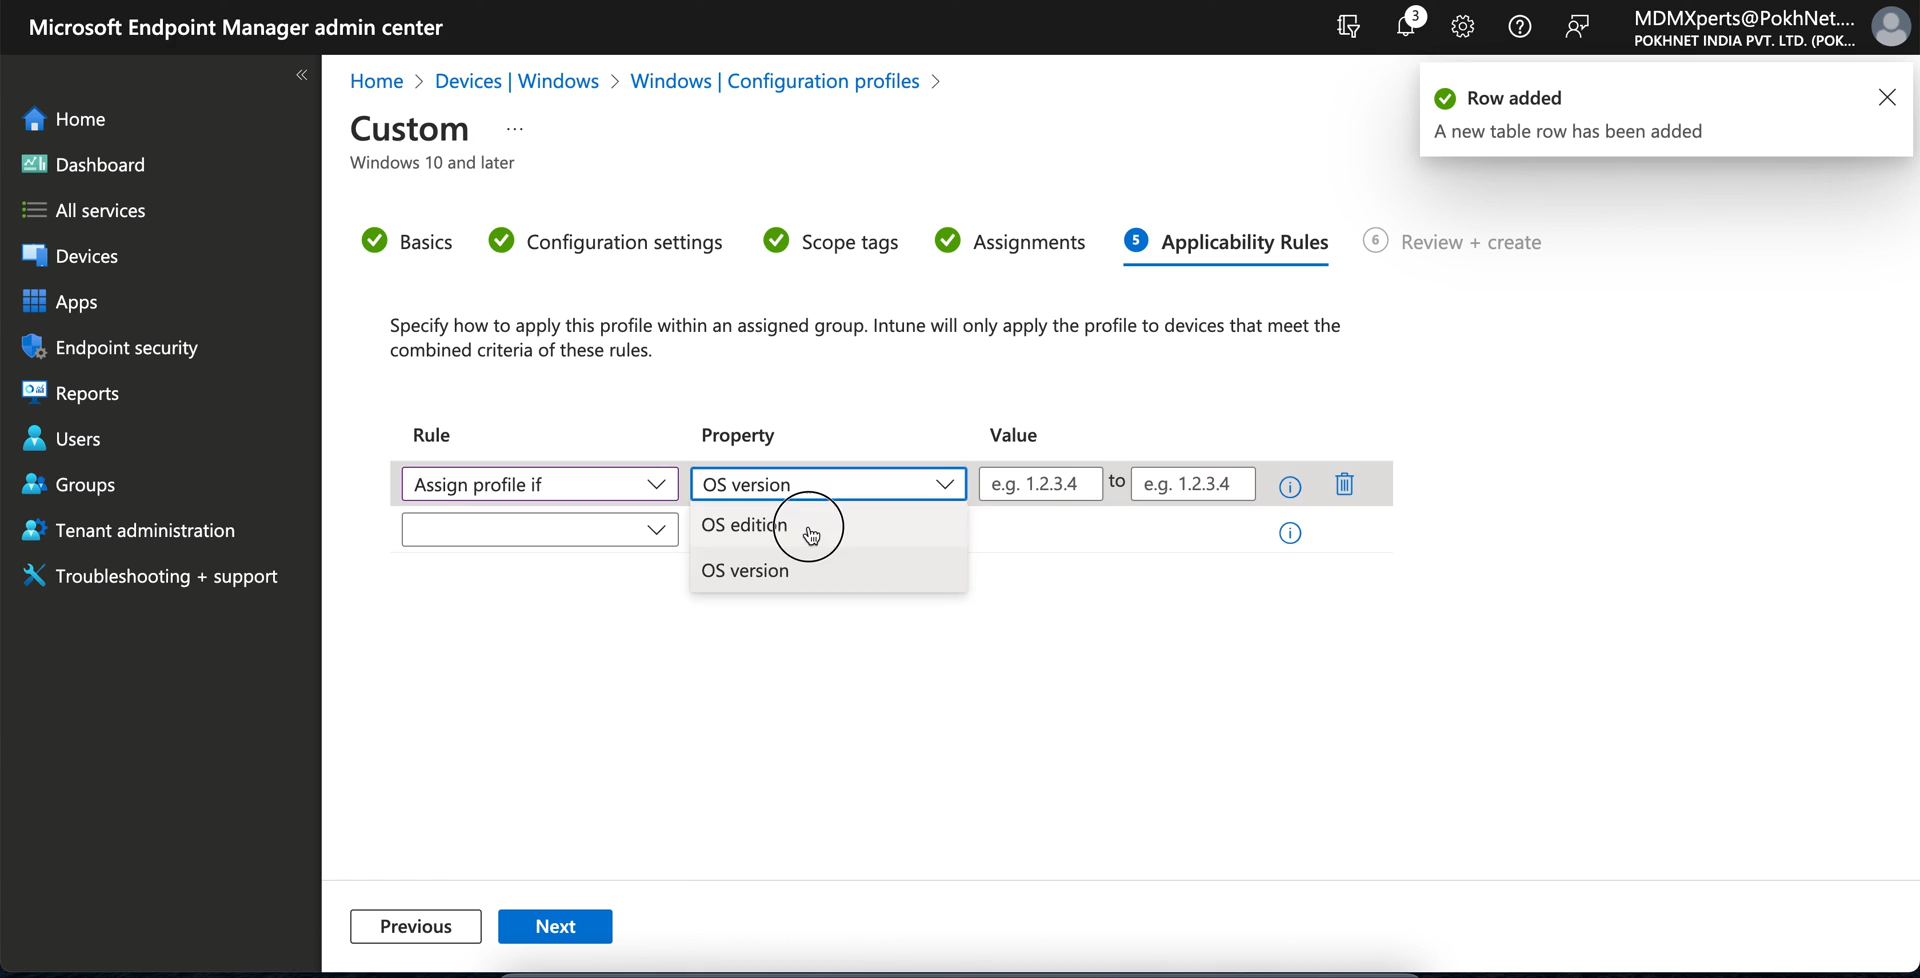 Microsoft Endpoint Manager admin center
3
MDMXperts@PokhNet....
POKHNET INDIA PVT. LTD. (POK...
Home > Devices | Windows > Windows | Configuration profiles >
Row added
A new table row has been added
Custom ...
Windows 10 and later
Home
Dashboard
All services
Devices
Apps
Endpoint security
Reports
Users
Groups
Tenant administration
Troubleshooting + support
Basics
Configuration settings
Scope tags
Assignments
5 Applicability Rules
6 Review + create
Specify how to apply this profile within an assigned group. Intune will only apply the profile to devices that meet the
combined criteria of these rules.
Rule Property Value
Assign profile if OS version e.g. 1.2.3.4 to e.g. 1.2.3.4
OS edition
OS version
Previous Next